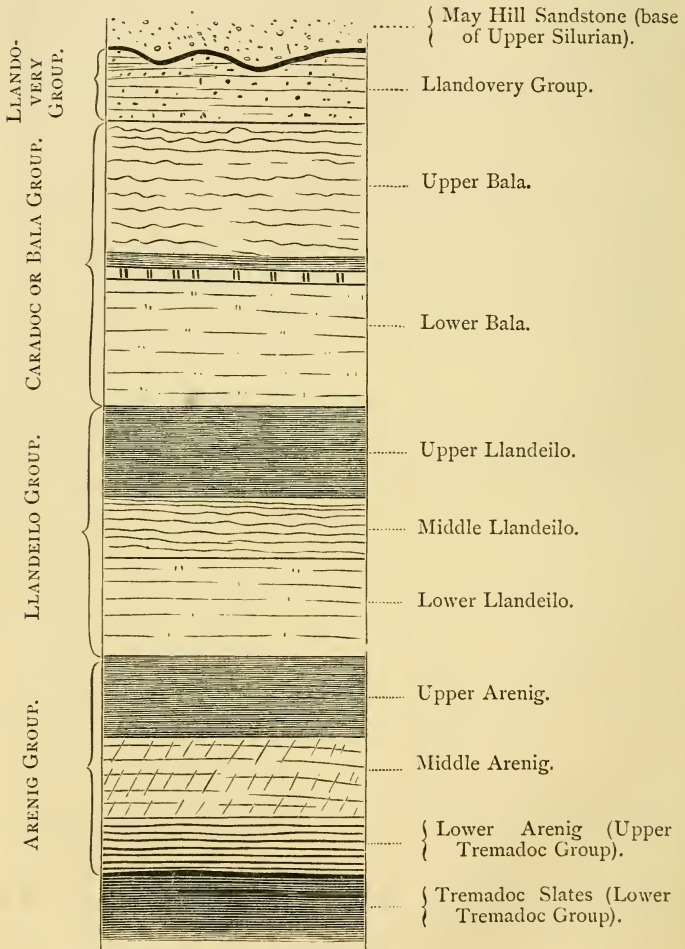 May Hill Sandstone (base
of Upper Silurian).
LLANDO-
VERY
GROUP.
Llandovery Group.
CARADOC OR BALA GROUP.
Upper Bala.
Lower Bala.
LLANDEILO GROUP.
Upper Llandeilo.
Middle Llandeilo.
Lower Llandeilo.
ARENIG GROUP.
Upper Arenig.
Middle Arenig.
Lower Arenig (Upper
Tremadoc Group).
Tremadoc Slates (Lower
Tremadoc Group).